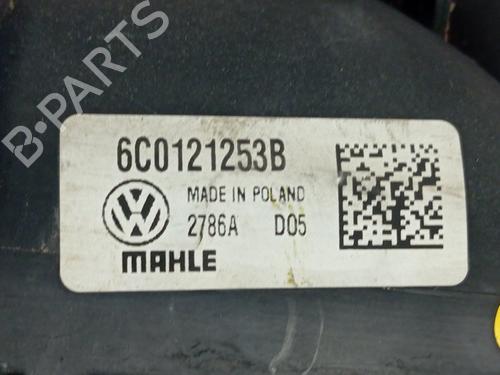 B-PARTS
6C0121253B
MADE IN POLAND
2786A D05
MAHLE